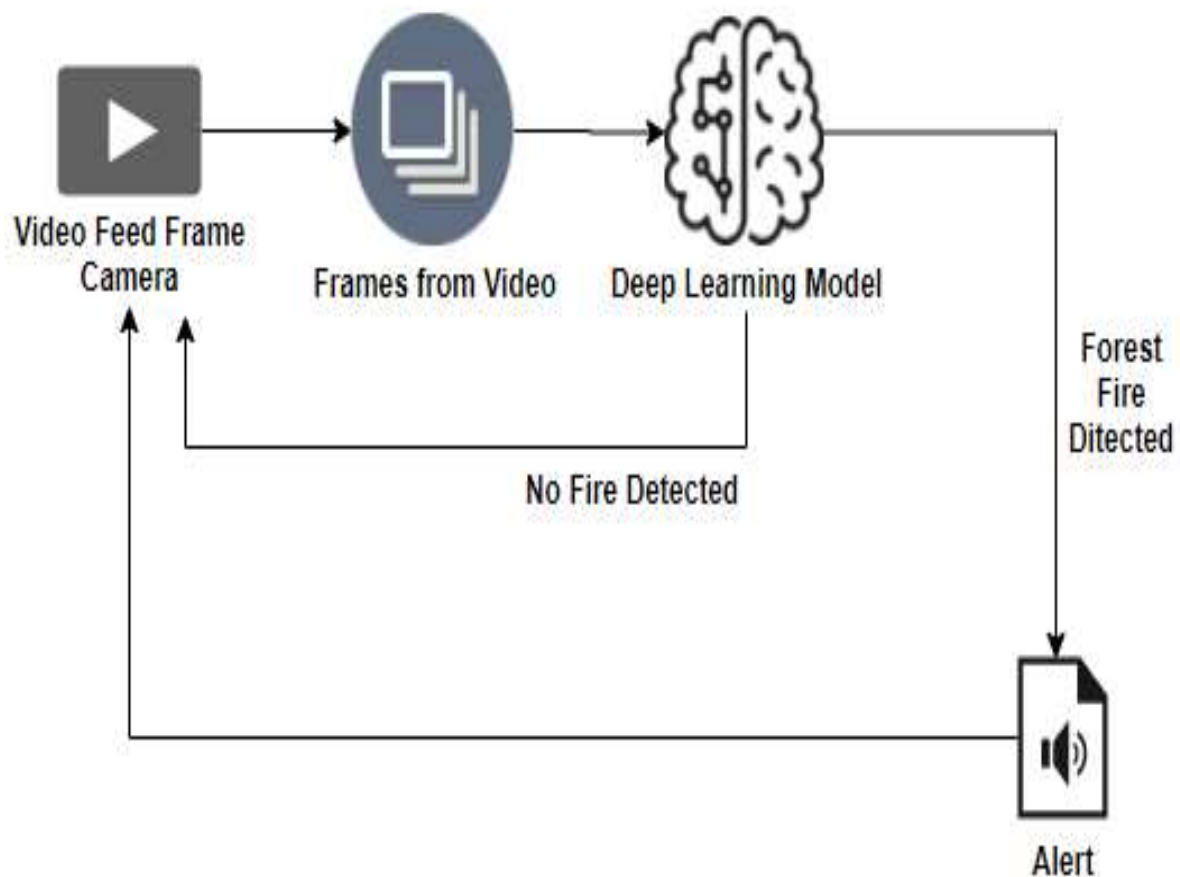 Video Feed Frame
Camera
Frames from Video
Deep Learning Model
Forest
Fire
Ditected
No Fire Detected
Alert